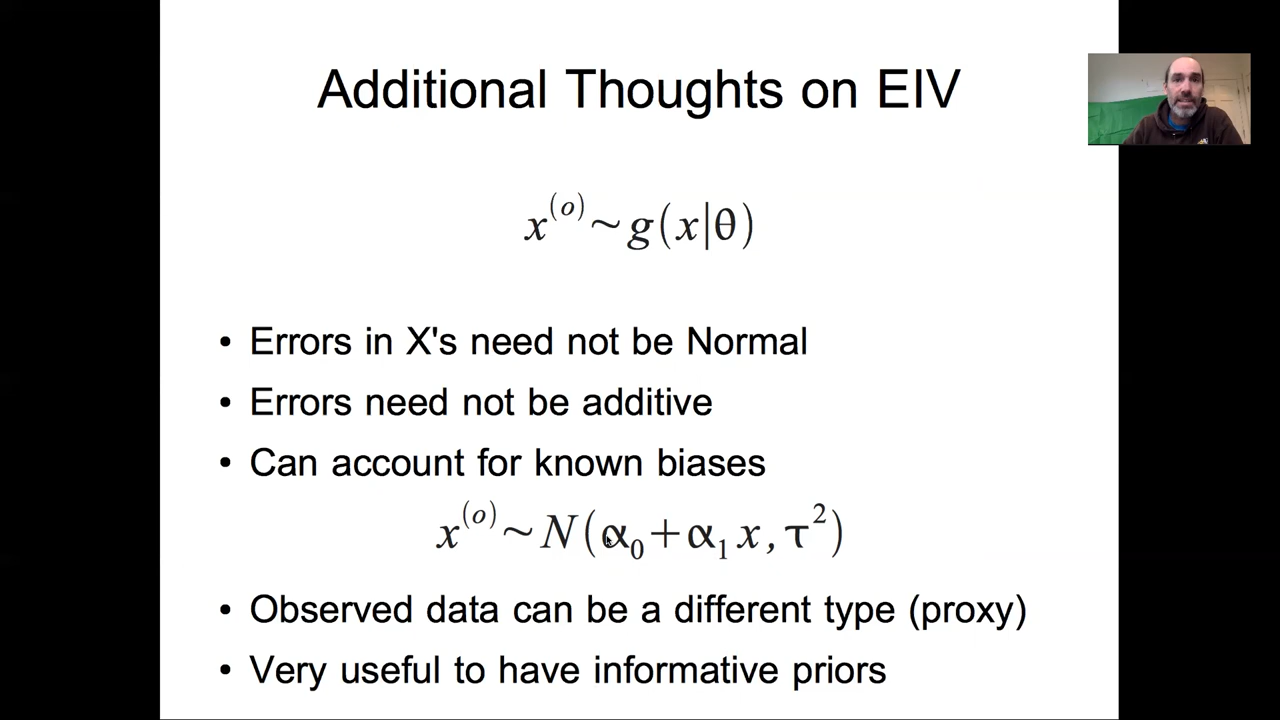 Additional Thoughts on EIV
x^(o) ~ g(x|θ)
• Errors in X's need not be Normal
• Errors need not be additive
• Can account for known biases
x^(o) ~ N(α₀+α₁x, τ²)
• Observed data can be a different type (proxy)
• Very useful to have informative priors